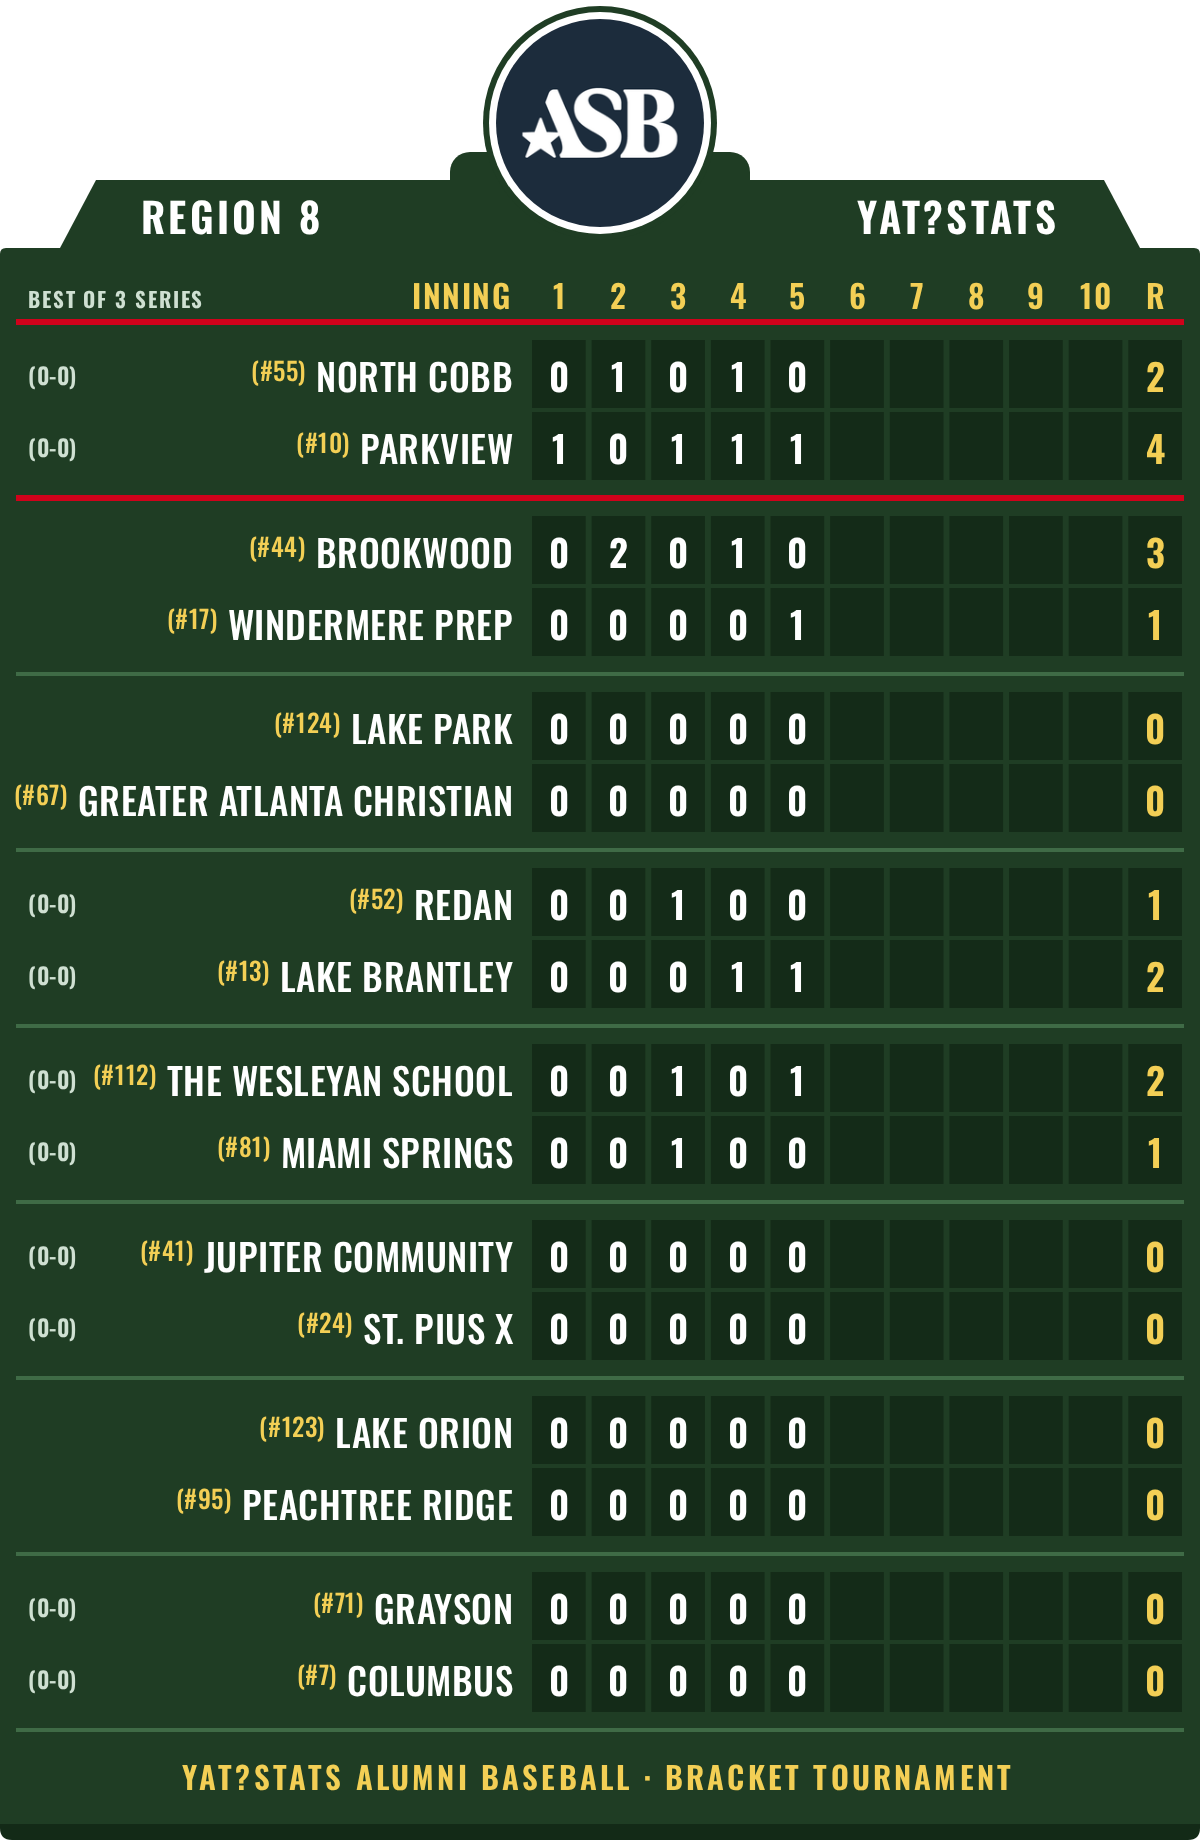 ASB
REGION 8 YAT?STATS
BEST OF 3 SERIES INNING 1 2 3 4 5 6 7 8 9 10 R
(0-0) (#55) NORTH COBB 0 1 0 1 0 2
(0-0) (#10) PARKVIEW 1 0 1 1 1 4
(#44) BROOKWOOD 0 2 0 1 0 3
(#17) WINDERMERE PREP 0 0 0 0 1 1
(#124) LAKE PARK 0 0 0 0 0 0
(#67) GREATER ATLANTA CHRISTIAN 0 0 0 0 0 0
(0-0) (#52) REDAN 0 0 1 0 0 1
(0-0) (#13) LAKE BRANTLEY 0 0 0 1 1 2
(0-0) (#112) THE WESLEYAN SCHOOL 0 0 1 0 1 2
(0-0) (#81) MIAMI SPRINGS 0 0 1 0 0 1
(0-0) (#41) JUPITER COMMUNITY 0 0 0 0 0 0
(0-0) (#24) ST. PIUS X 0 0 0 0 0 0
(#123) LAKE ORION 0 0 0 0 0 0
(#95) PEACHTREE RIDGE 0 0 0 0 0 0
(0-0) (#71) GRAYSON 0 0 0 0 0 0
(0-0) (#7) COLUMBUS 0 0 0 0 0 0
YAT?STATS ALUMNI BASEBALL · BRACKET TOURNAMENT